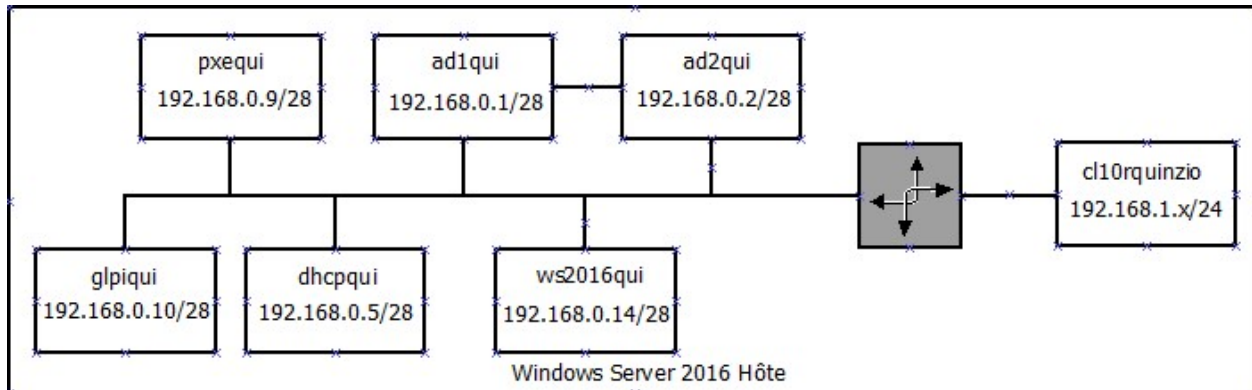 pxequi
192.168.0.9/28
ad1qui
192.168.0.1/28
ad2qui
192.168.0.2/28
cl10rquinzio
192.168.1.x/24
glpiqui
192.168.0.10/28
dhcpqui
192.168.0.5/28
ws2016qui
192.168.0.14/28
Windows Server 2016 Hôte